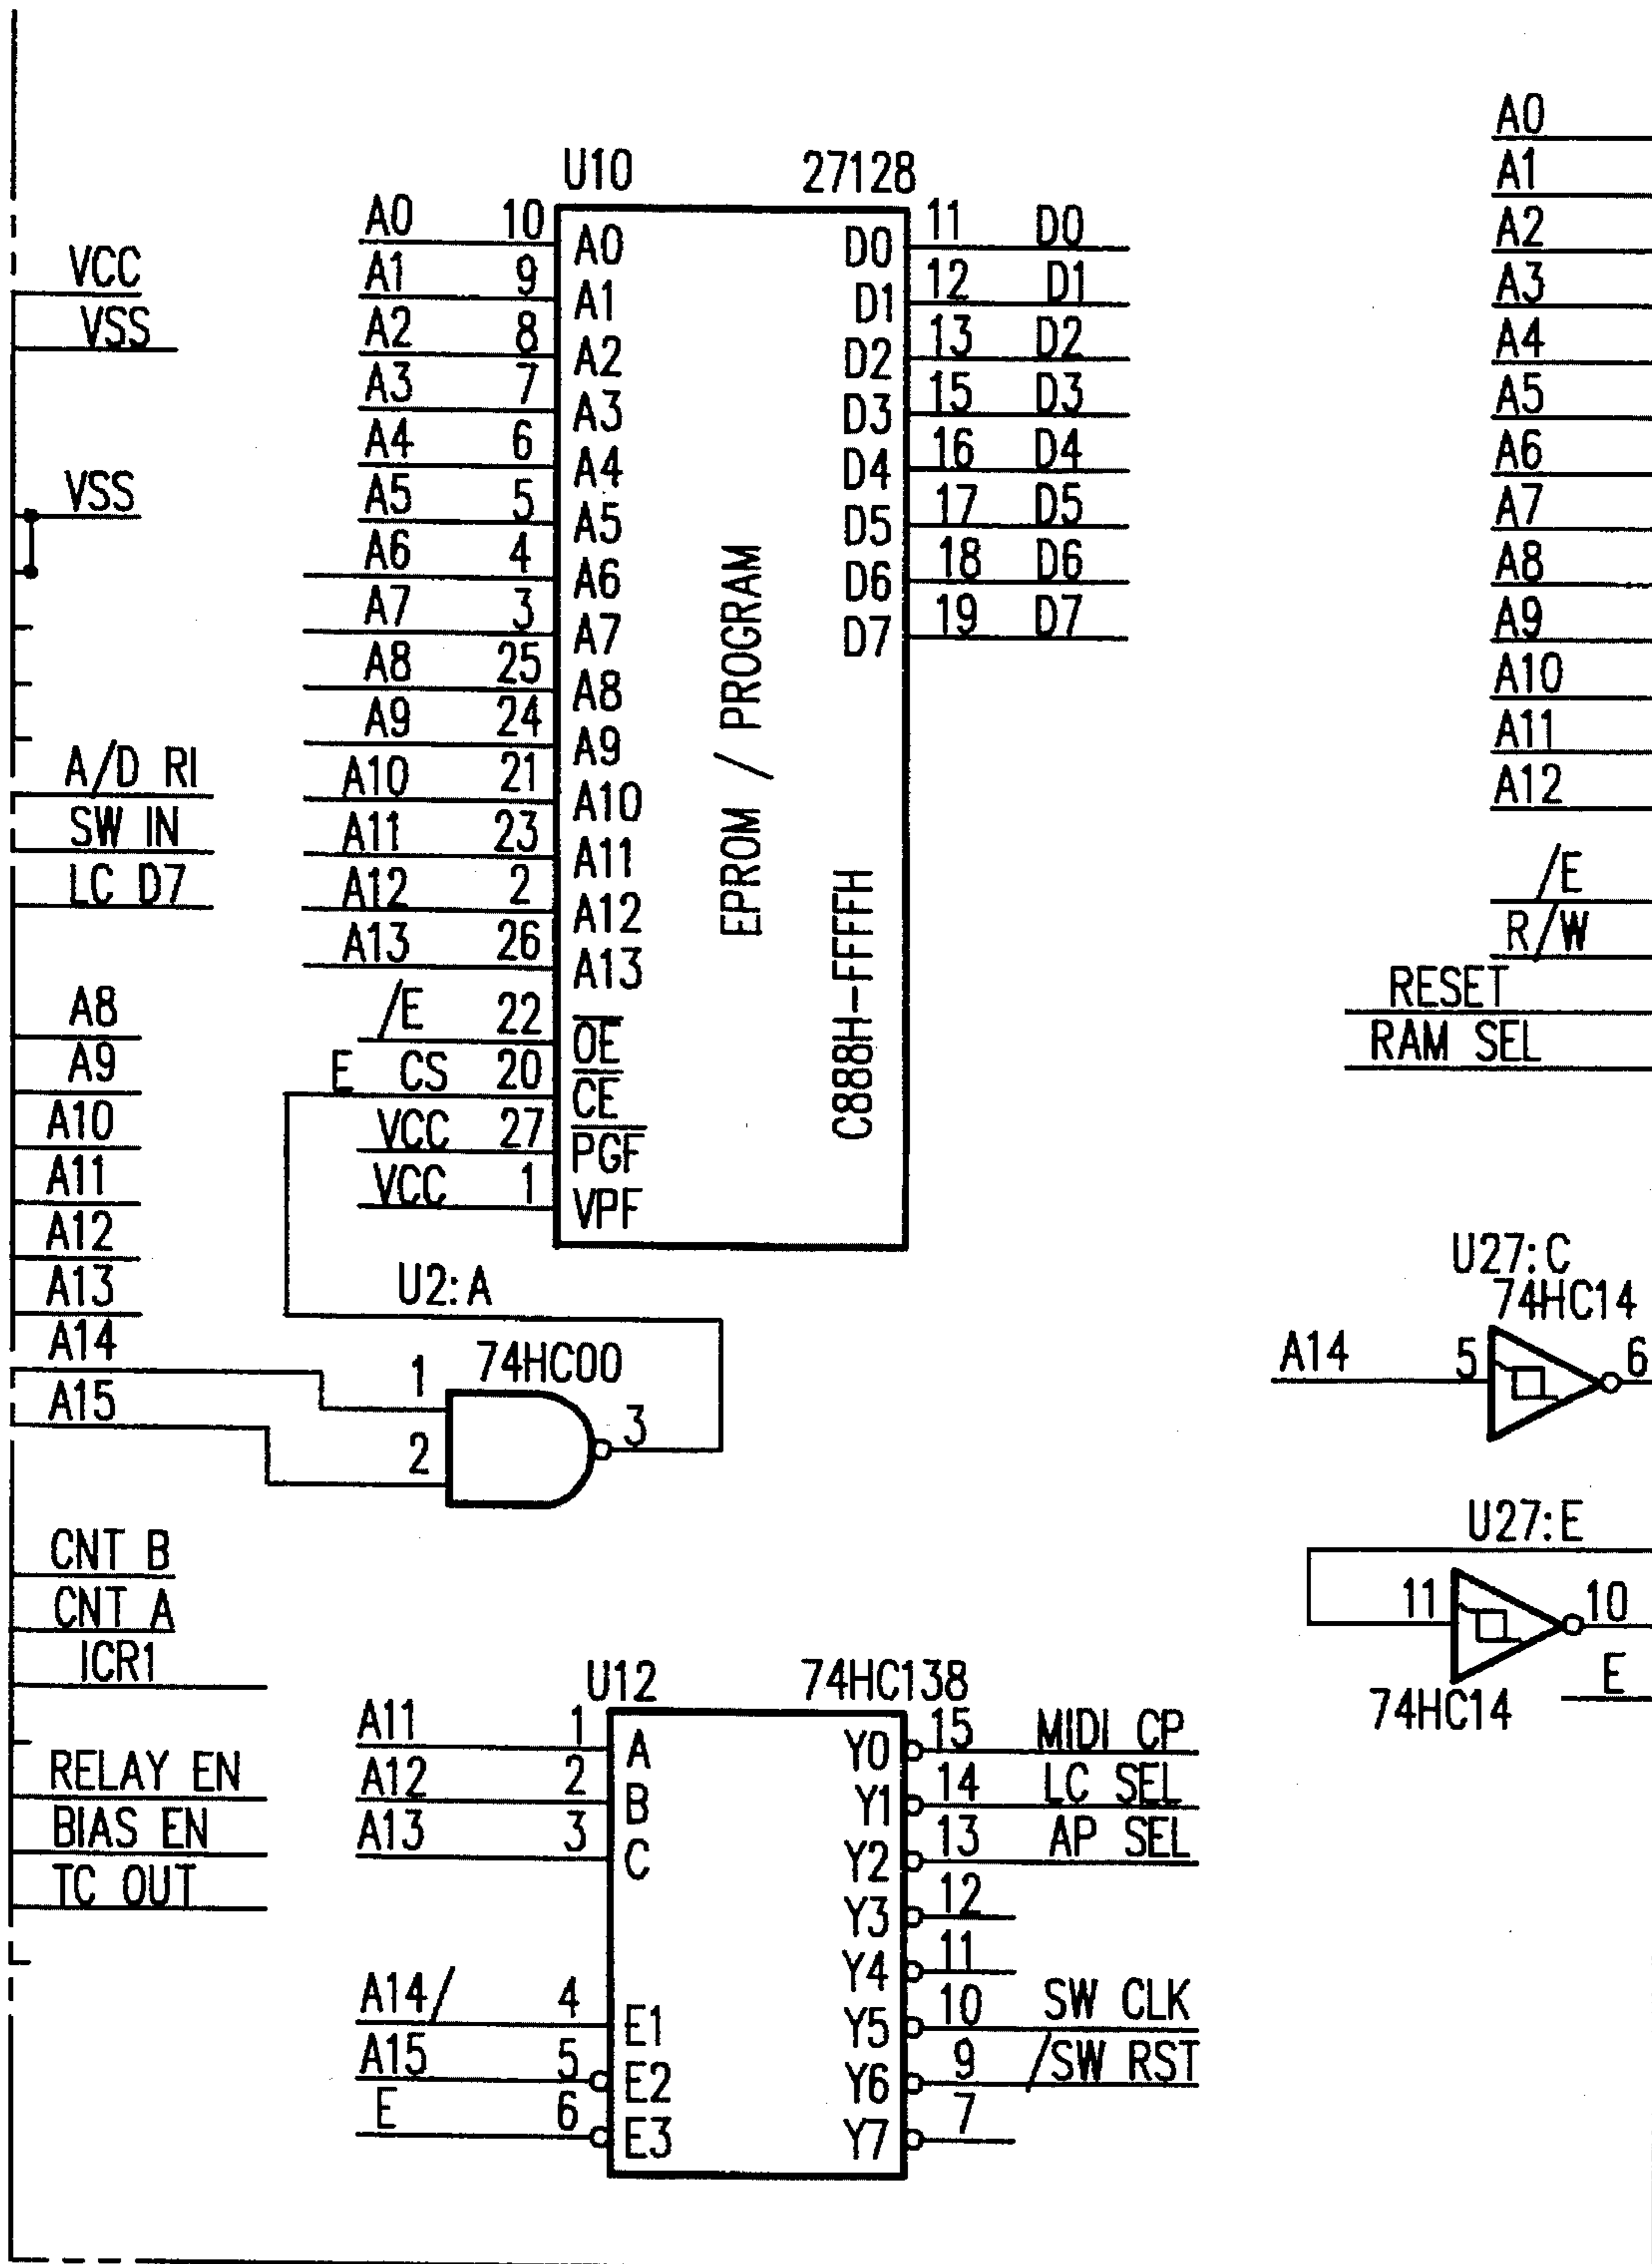 VCC
VSS
VSS
A/D RI
SW IN
LC D7
A8
A9
A10
A11
A12
A13
A14
A15
CNT B
CNT A
ICR1
RELAY EN
BIAS EN
TC OUT
U10 27128
A0 10 A0 D0 11 D0
A1 9 A1 D1 12 D1
A2 8 A2 D2 13 D2
A3 7 A3 D3 15 D3
A4 6 A4 D4 16 D4
A5 5 A5 D5 17 D5
A6 4 A6 D6 18 D6
A7 3 A7 D7 19 D7
A8 25 A8
A9 24 A9
A10 21 A10
A11 23 A11
A12 2 A12
A13 26 A13
/E 22 OE
E CS 20 CE
VCC 27 PGF
VCC 1 VPF
EPROM / PROGRAM
C888H-FFFFH
U2:A
74HC00
1
2
3
U12 74HC138
A11 1 A Y0 15 MIDI CP
A12 2 B Y1 14 LC SEL
A13 3 C Y2 13 AP SEL
Y3 12
Y4 11
A14/ 4 E1 Y5 10 SW CLK
A15 5 E2 Y6 9 /SW RST
E 6 E3 Y7 7
A0
A1
A2
A3
A4
A5
A6
A7
A8
A9
A10
A11
A12
/E
R/W
RESET
RAM SEL
U27:C
74HC14
A14 5 6
U27:E
11 10
E
74HC14